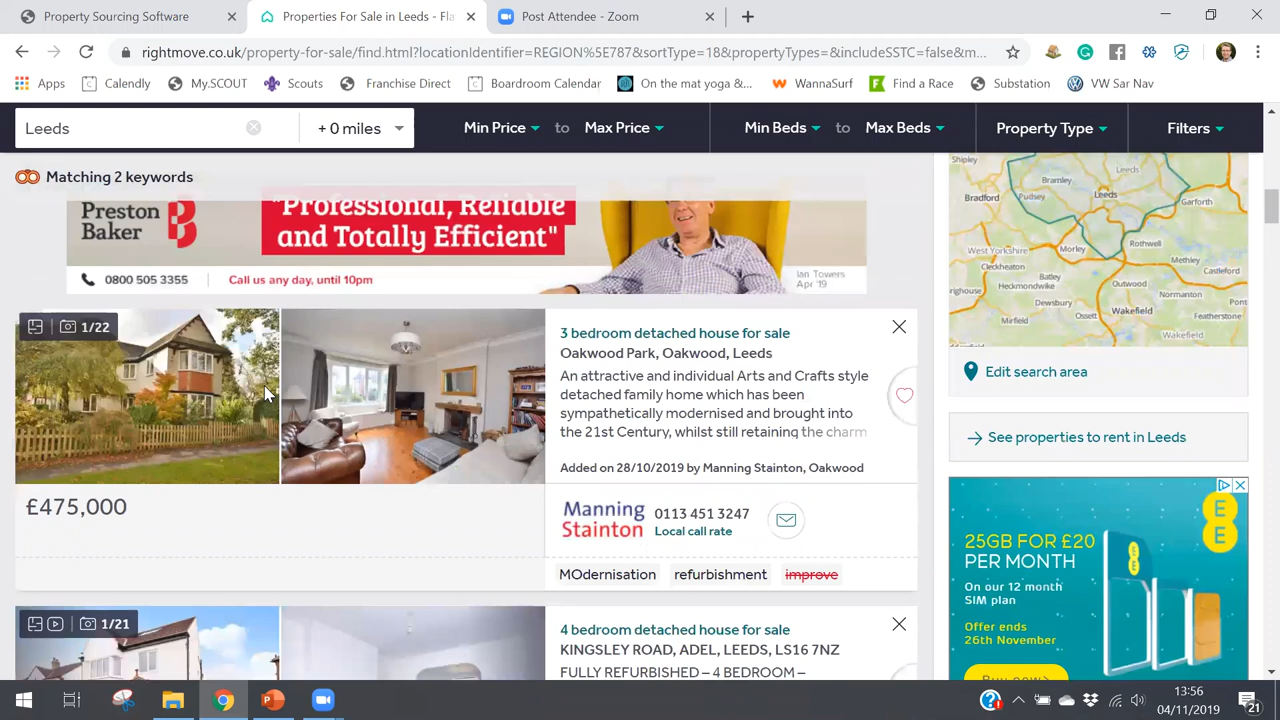 Property Sourcing Software
Properties For Sale in Leeds - Fla
Post Attendee - Zoom
rightmove.co.uk/property-for-sale/find.html?locationIdentifier=REGION%5E787&sortType=18&propertyTypes=&includeSSTC=false&m...
Apps
Calendly
My.SCOUT
Scouts
Franchise Direct
Boardroom Calendar
On the mat yoga &...
WannaSurf
Find a Race
Substation
VW Sar Nav
Leeds
+ 0 miles
Min Price to Max Price
Min Beds to Max Beds
Property Type
Filters
Matching 2 keywords
Preston
Baker
"Professional, Reliable
and Totally Efficient"
0800 505 3355
Call us any day, until 10pm
Ian Towers
Apr '19
1/22
3 bedroom detached house for sale
Oakwood Park, Oakwood, Leeds
An attractive and individual Arts and Crafts style
detached family home which has been
sympathetically modernised and brought into
the 21st Century, whilst still retaining the charm
Added on 28/10/2019 by Manning Stainton, Oakwood
£475,000
Manning
Stainton
0113 451 3247
Local call rate
MOdernisation
refurbishment
improve
1/21
4 bedroom detached house for sale
KINGSLEY ROAD, ADEL, LEEDS, LS16 7NZ
FULLY REFURBISHED – 4 BEDROOM –
Shipley
Bramley
Leeds
Bradford
Pudsey
Leeds
Garforth
Morley
Rothwell
West Yorkshire
Methley
Cleckheaton
Batley
Castleford
Outwood
righouse
Heckmondwike
Normanton
Dewsbury
Wakefield
Featherstone
Mirfield
Wakefield
Edit search area
See properties to rent in Leeds
EE
25GB FOR £20
PER MONTH
On our 12 month
SIM plan
Offer ends
26th November
Buy now>
13:56
04/11/2019
21